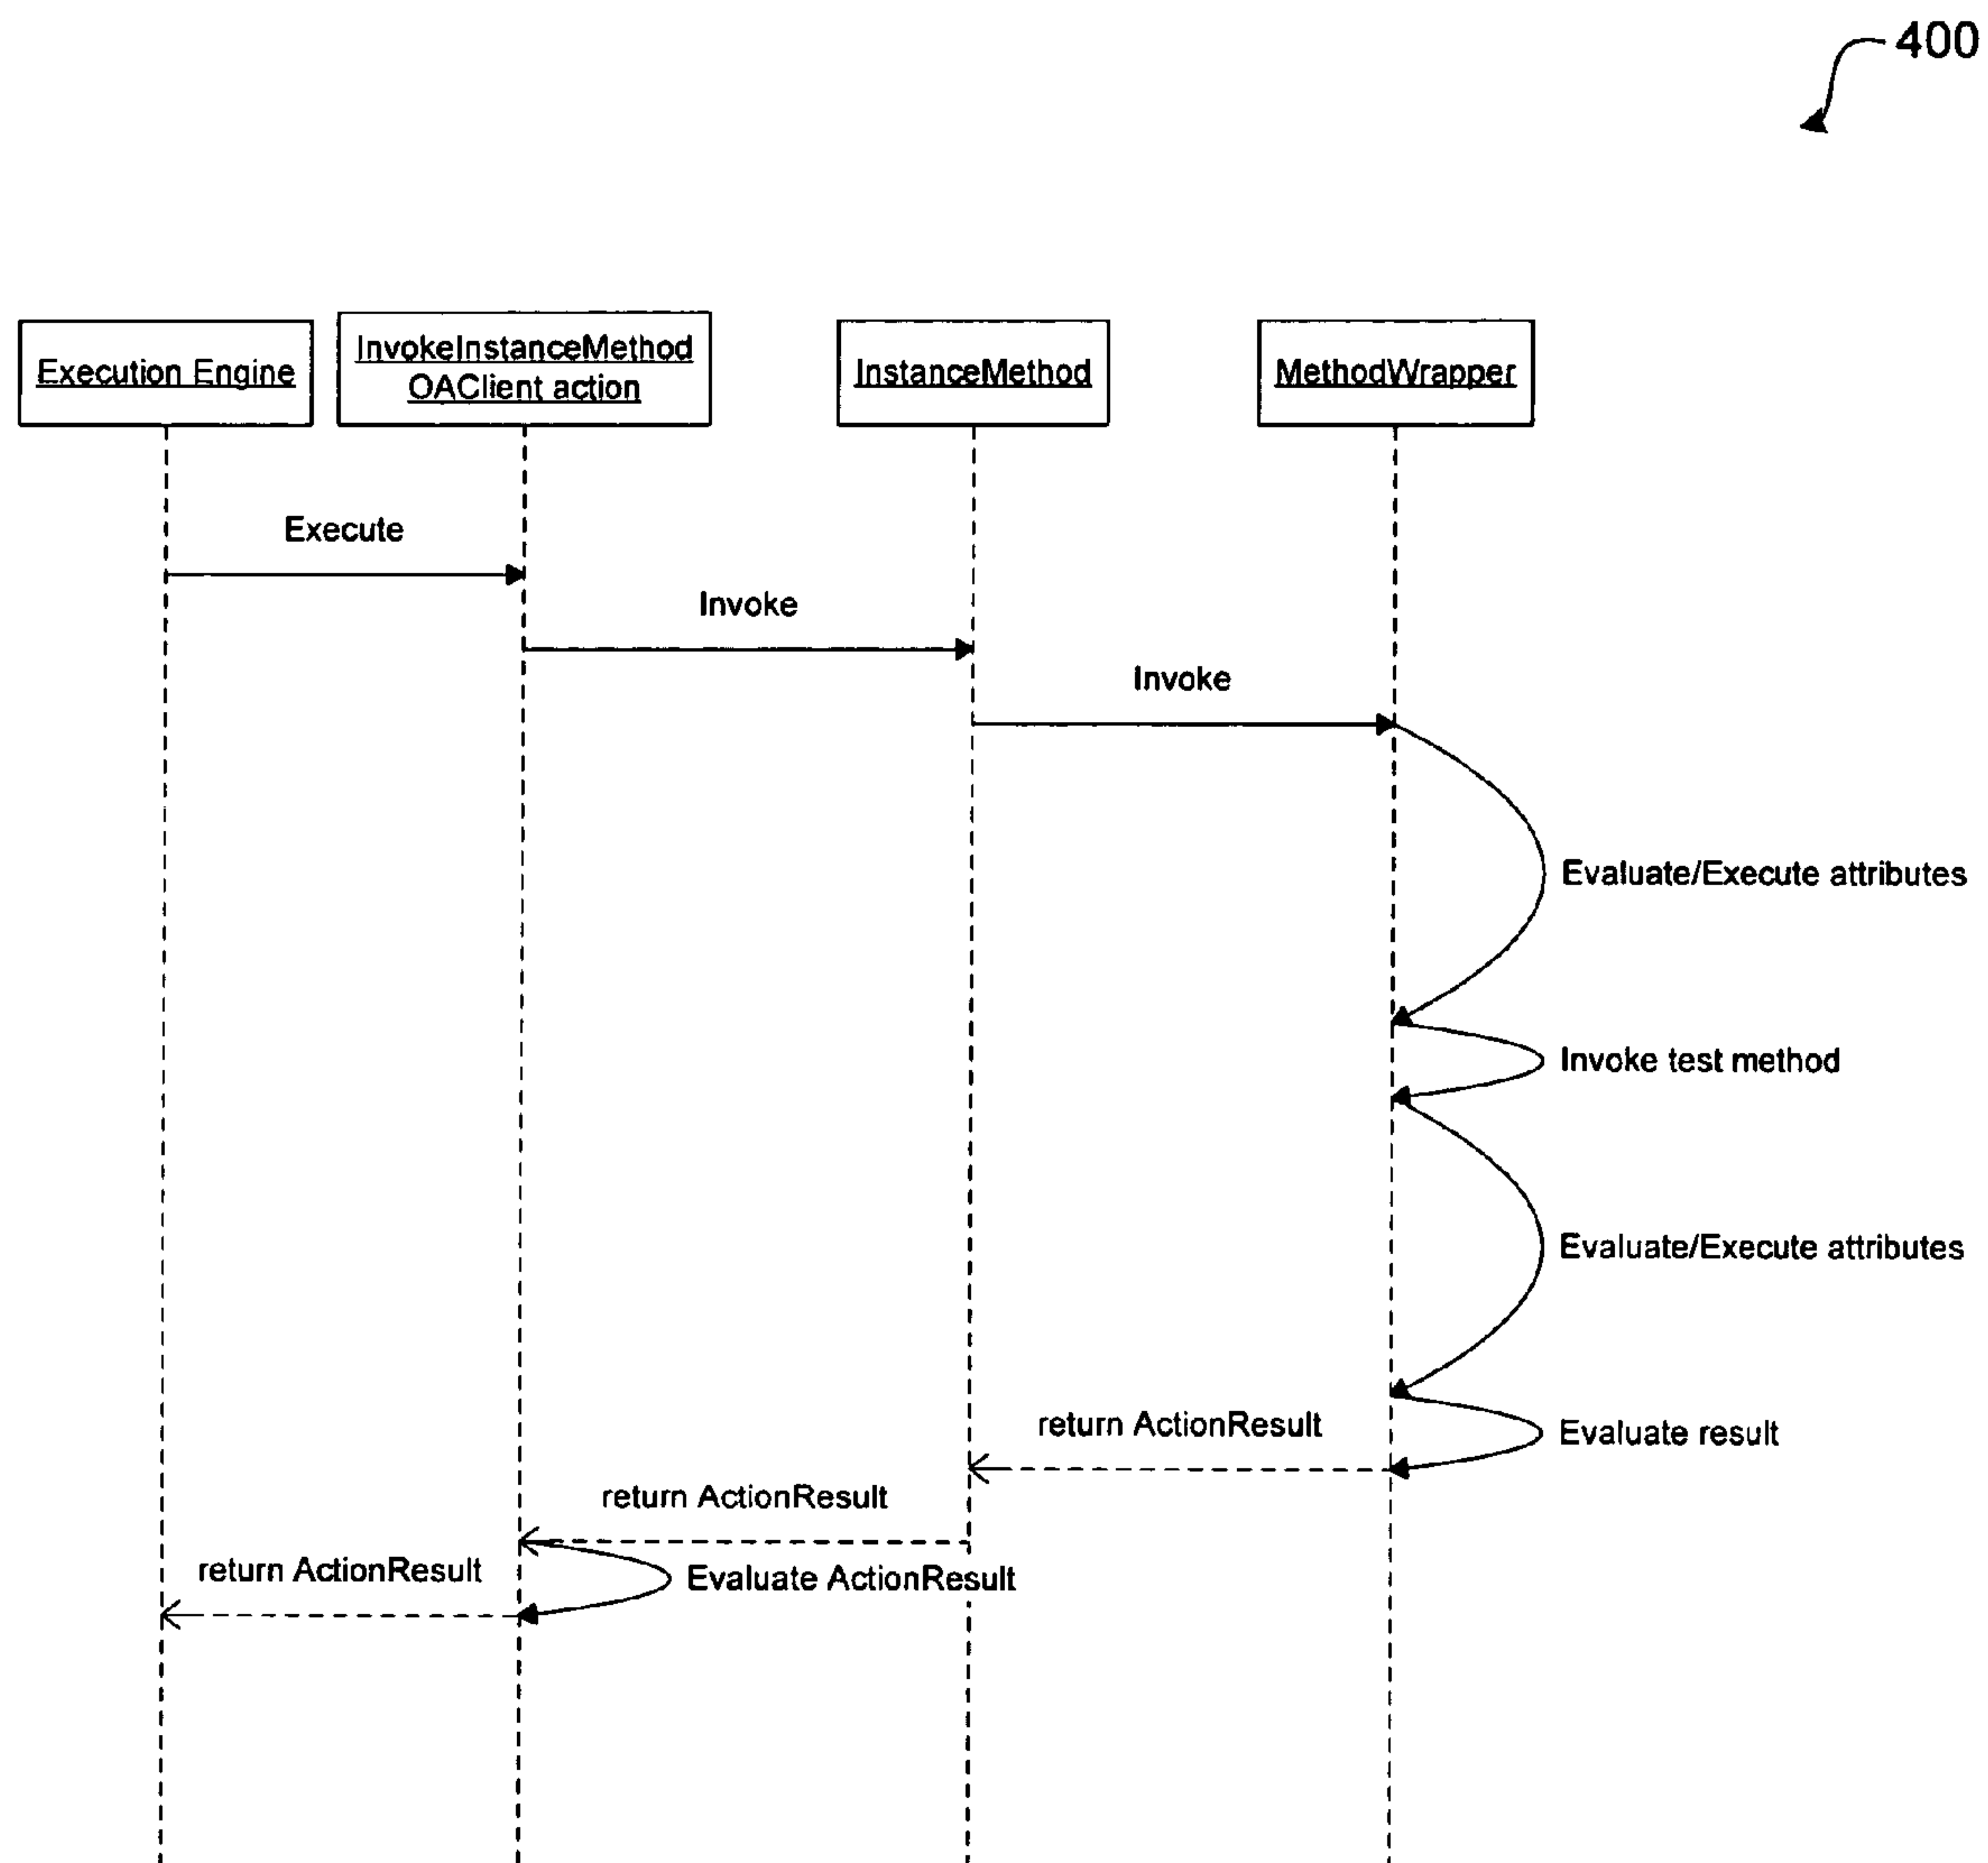 400
Execution Engine
InvokeInstanceMethod
OAClient action
InstanceMethod
MethodWrapper
Execute
Invoke
Invoke
Evaluate/Execute attributes
Invoke test method
Evaluate/Execute attributes
return ActionResult
Evaluate result
return ActionResult
return ActionResult
Evaluate ActionResult